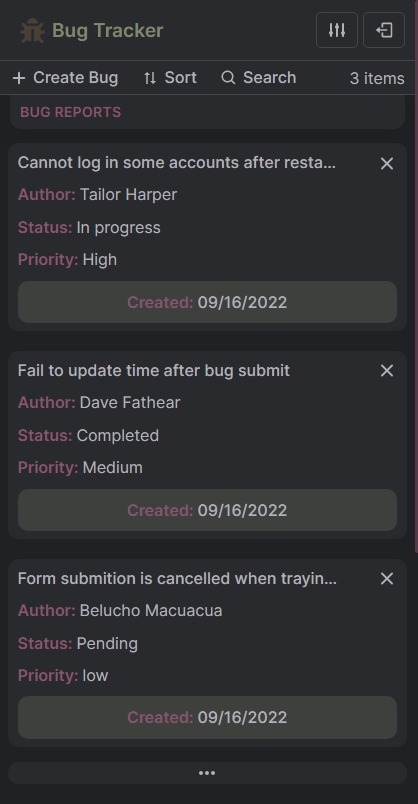 Bug Tracker
Create Bug Sort Search 3 items
BUG REPORTS
Cannot log in some accounts after resta...
Author: Tailor Harper
Status: In progress
Priority: High
Created: 09/16/2022
Fail to update time after bug submit
Author: Dave Fathear
Status: Completed
Priority: Medium
Created: 09/16/2022
Form submition is cancelled when trayin...
Author: Belucho Macuacua
Status: Pending
Priority: low
Created: 09/16/2022